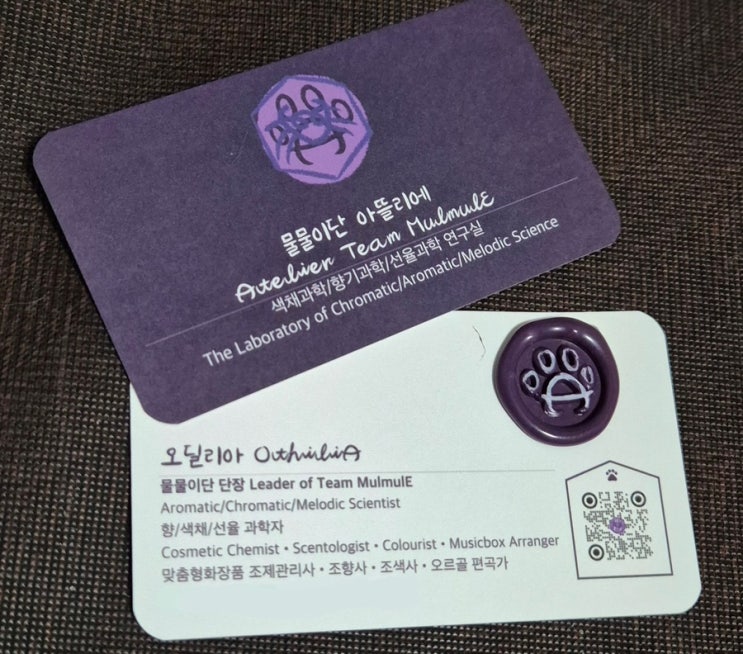 물물이단 아뜰리에
Atelier Team MulmulE
색채과학/향기과학/선율과학 연구실
The Laboratory of Chromatic/Aromatic/Melodic Science
오딜리아
물물이단 단장 Leader of Team MulmulE
Aromatic/Chromatic/Melodic Scientist
향/색채/선율 과학자
Cosmetic Chemist • Scentologist • Colourist • Musicbox Arranger
맞춤형화장품 조제관리사 • 조향사 • 조색사 • 오르골 편곡가